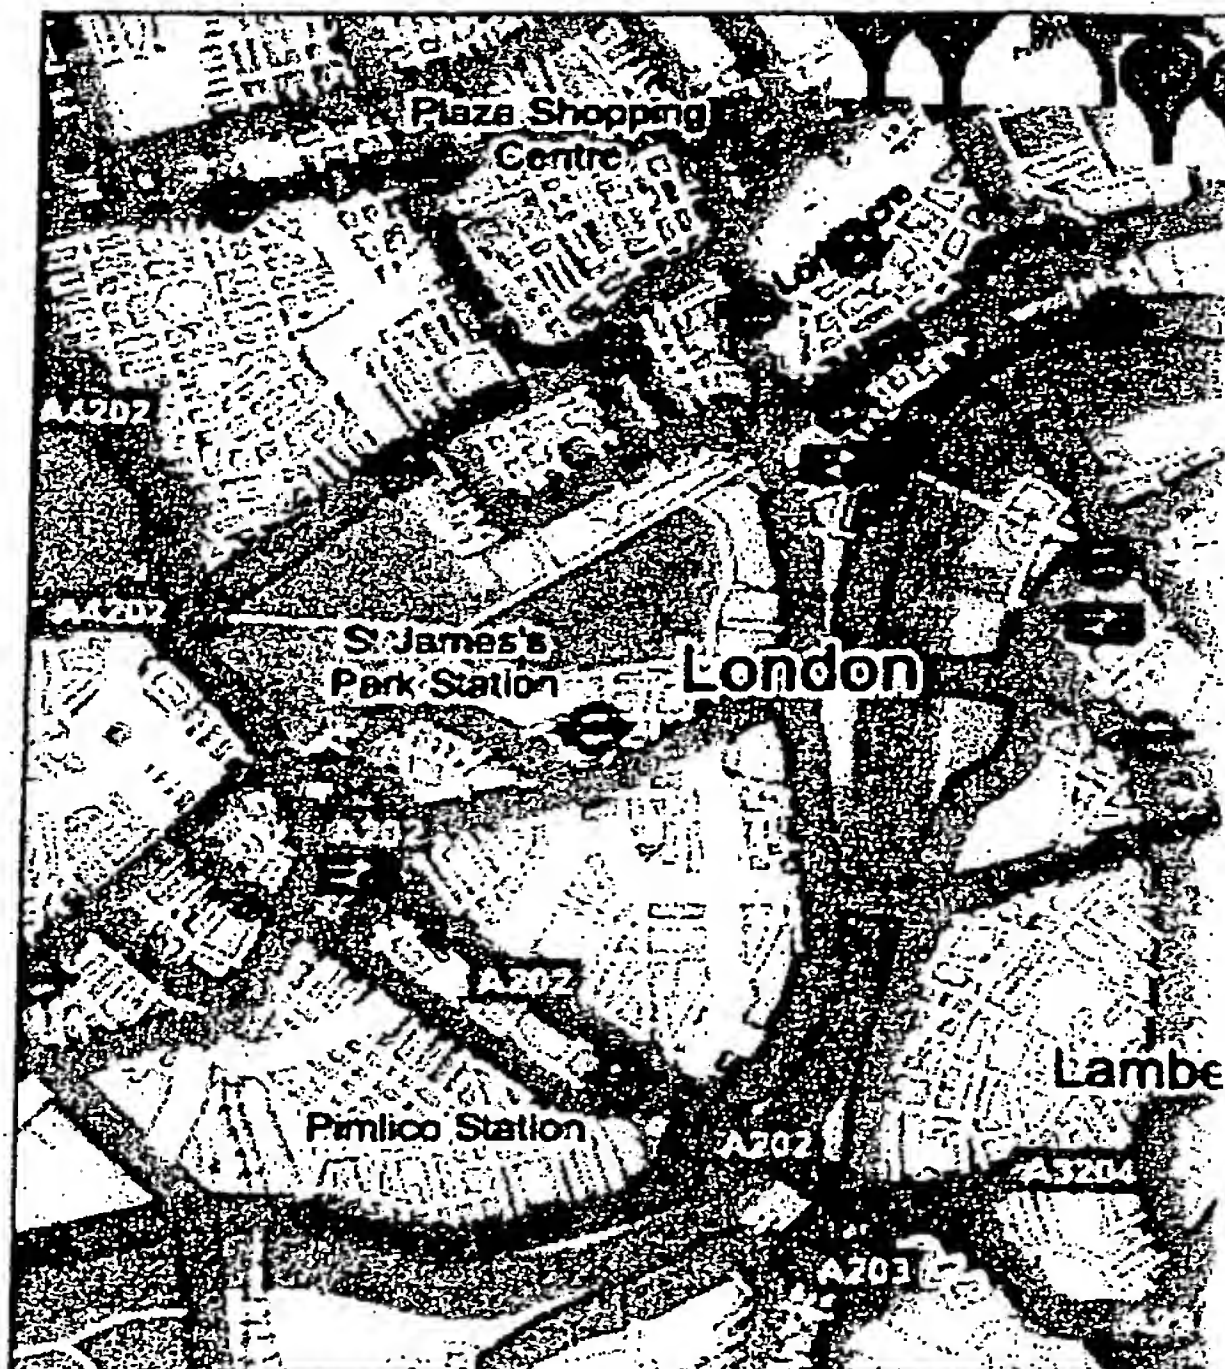 Plaza Shopping
Centre
A4202
A4202
St James's
Park Station
London
A202
A202
Lambe
Pimlico Station
A202
A3204
A203